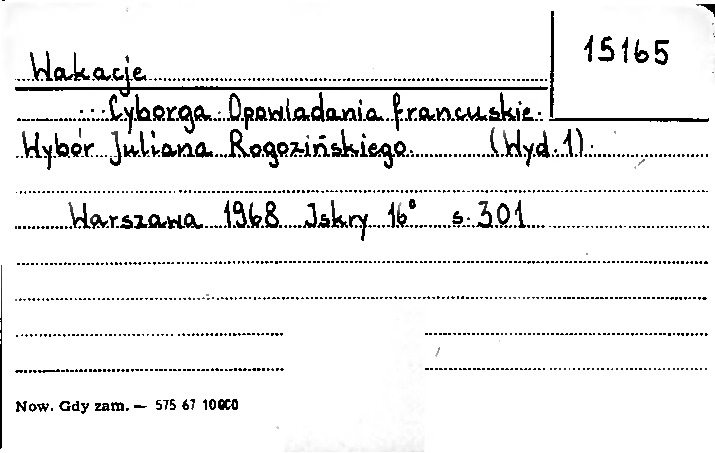 15165
Wakacje
... Cyborga. Opowiadania francuskie.
Wybór Juliana Rogozińskiego. (Wyd.1).
Warszawa 1968 Iskry 16° s. 301
Now. Gdy zam. — 575 67 10000